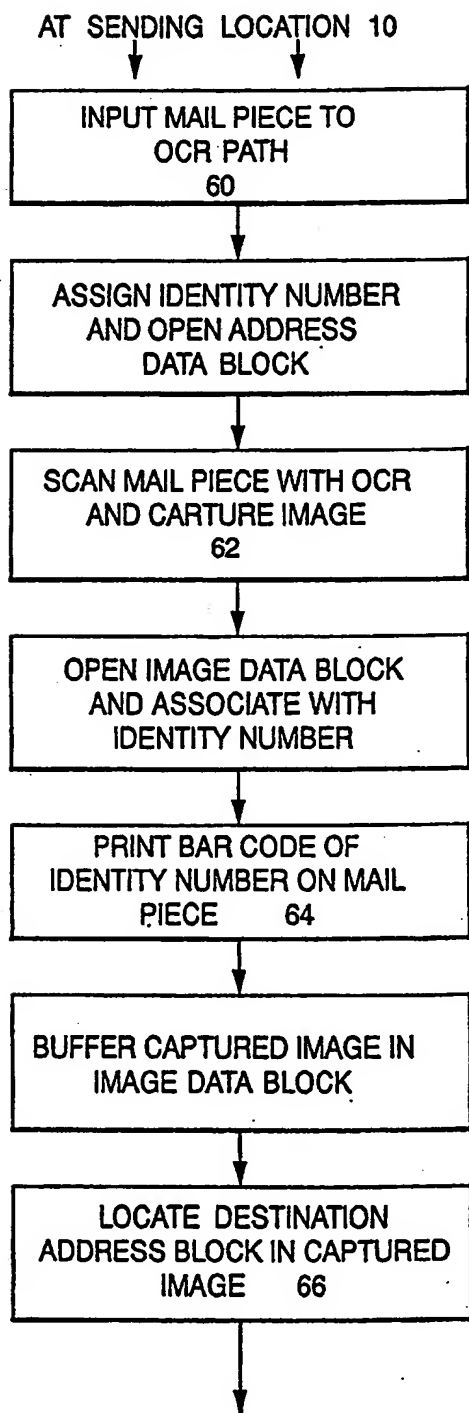 AT SENDING LOCATION 10
INPUT MAIL PIECE TO
OCR PATH
60
ASSIGN IDENTITY NUMBER
AND OPEN ADDRESS
DATA BLOCK
SCAN MAIL PIECE WITH OCR
AND CARTURE IMAGE
62
OPEN IMAGE DATA BLOCK
AND ASSOCIATE WITH
IDENTITY NUMBER
PRINT BAR CODE OF
IDENTITY NUMBER ON MAIL
PIECE 64
BUFFER CAPTURED IMAGE IN
IMAGE DATA BLOCK
LOCATE DESTINATION
ADDRESS BLOCK IN CAPTURED
IMAGE 66